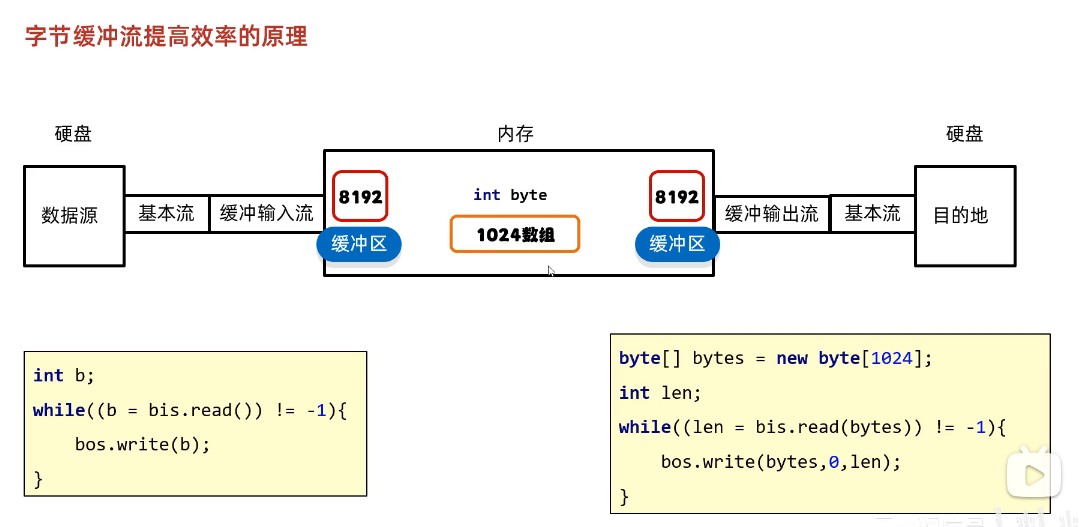 字节缓冲流提高效率的原理
硬盘
内存
硬盘
数据源
基本流
缓冲输入流
8192
缓冲区
int byte
1024数组
8192
缓冲区
缓冲输出流
基本流
目的地
int b;
while((b = bis.read()) != -1){
    bos.write(b);
}
byte[] bytes = new byte[1024];
int len;
while((len = bis.read(bytes)) != -1){
    bos.write(bytes,0,len);
}